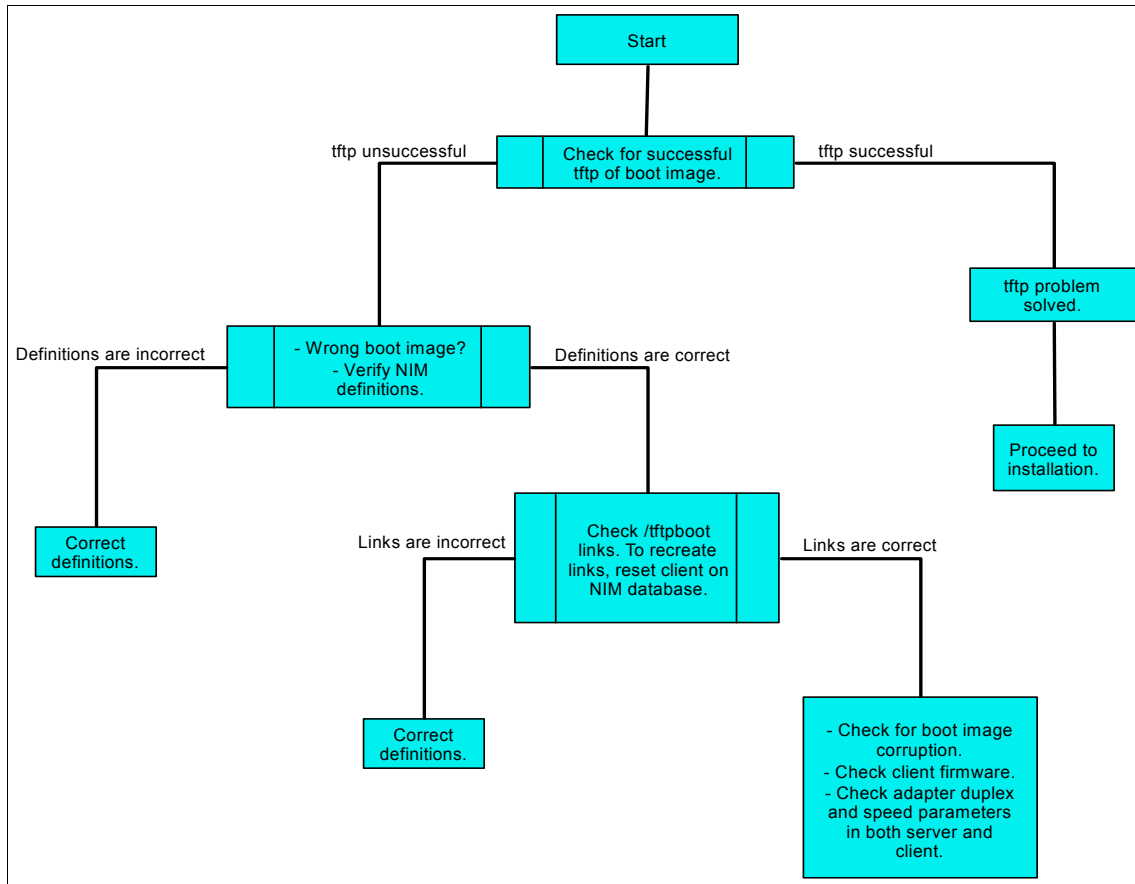 Start
tftp unsuccessful
Check for successful
tftp of boot image.
tftp successful
tftp problem
solved.
Definitions are incorrect
- Wrong boot image?
- Verify NIM
definitions.
Definitions are correct
Proceed to
installation.
Correct
definitions.
Links are incorrect
Check /tftpboot
links. To recreate
links, reset client on
NIM database.
Links are correct
Correct
definitions.
- Check for boot image
corruption.
- Check client firmware.
- Check adapter duplex
and speed parameters
in both server and
client.